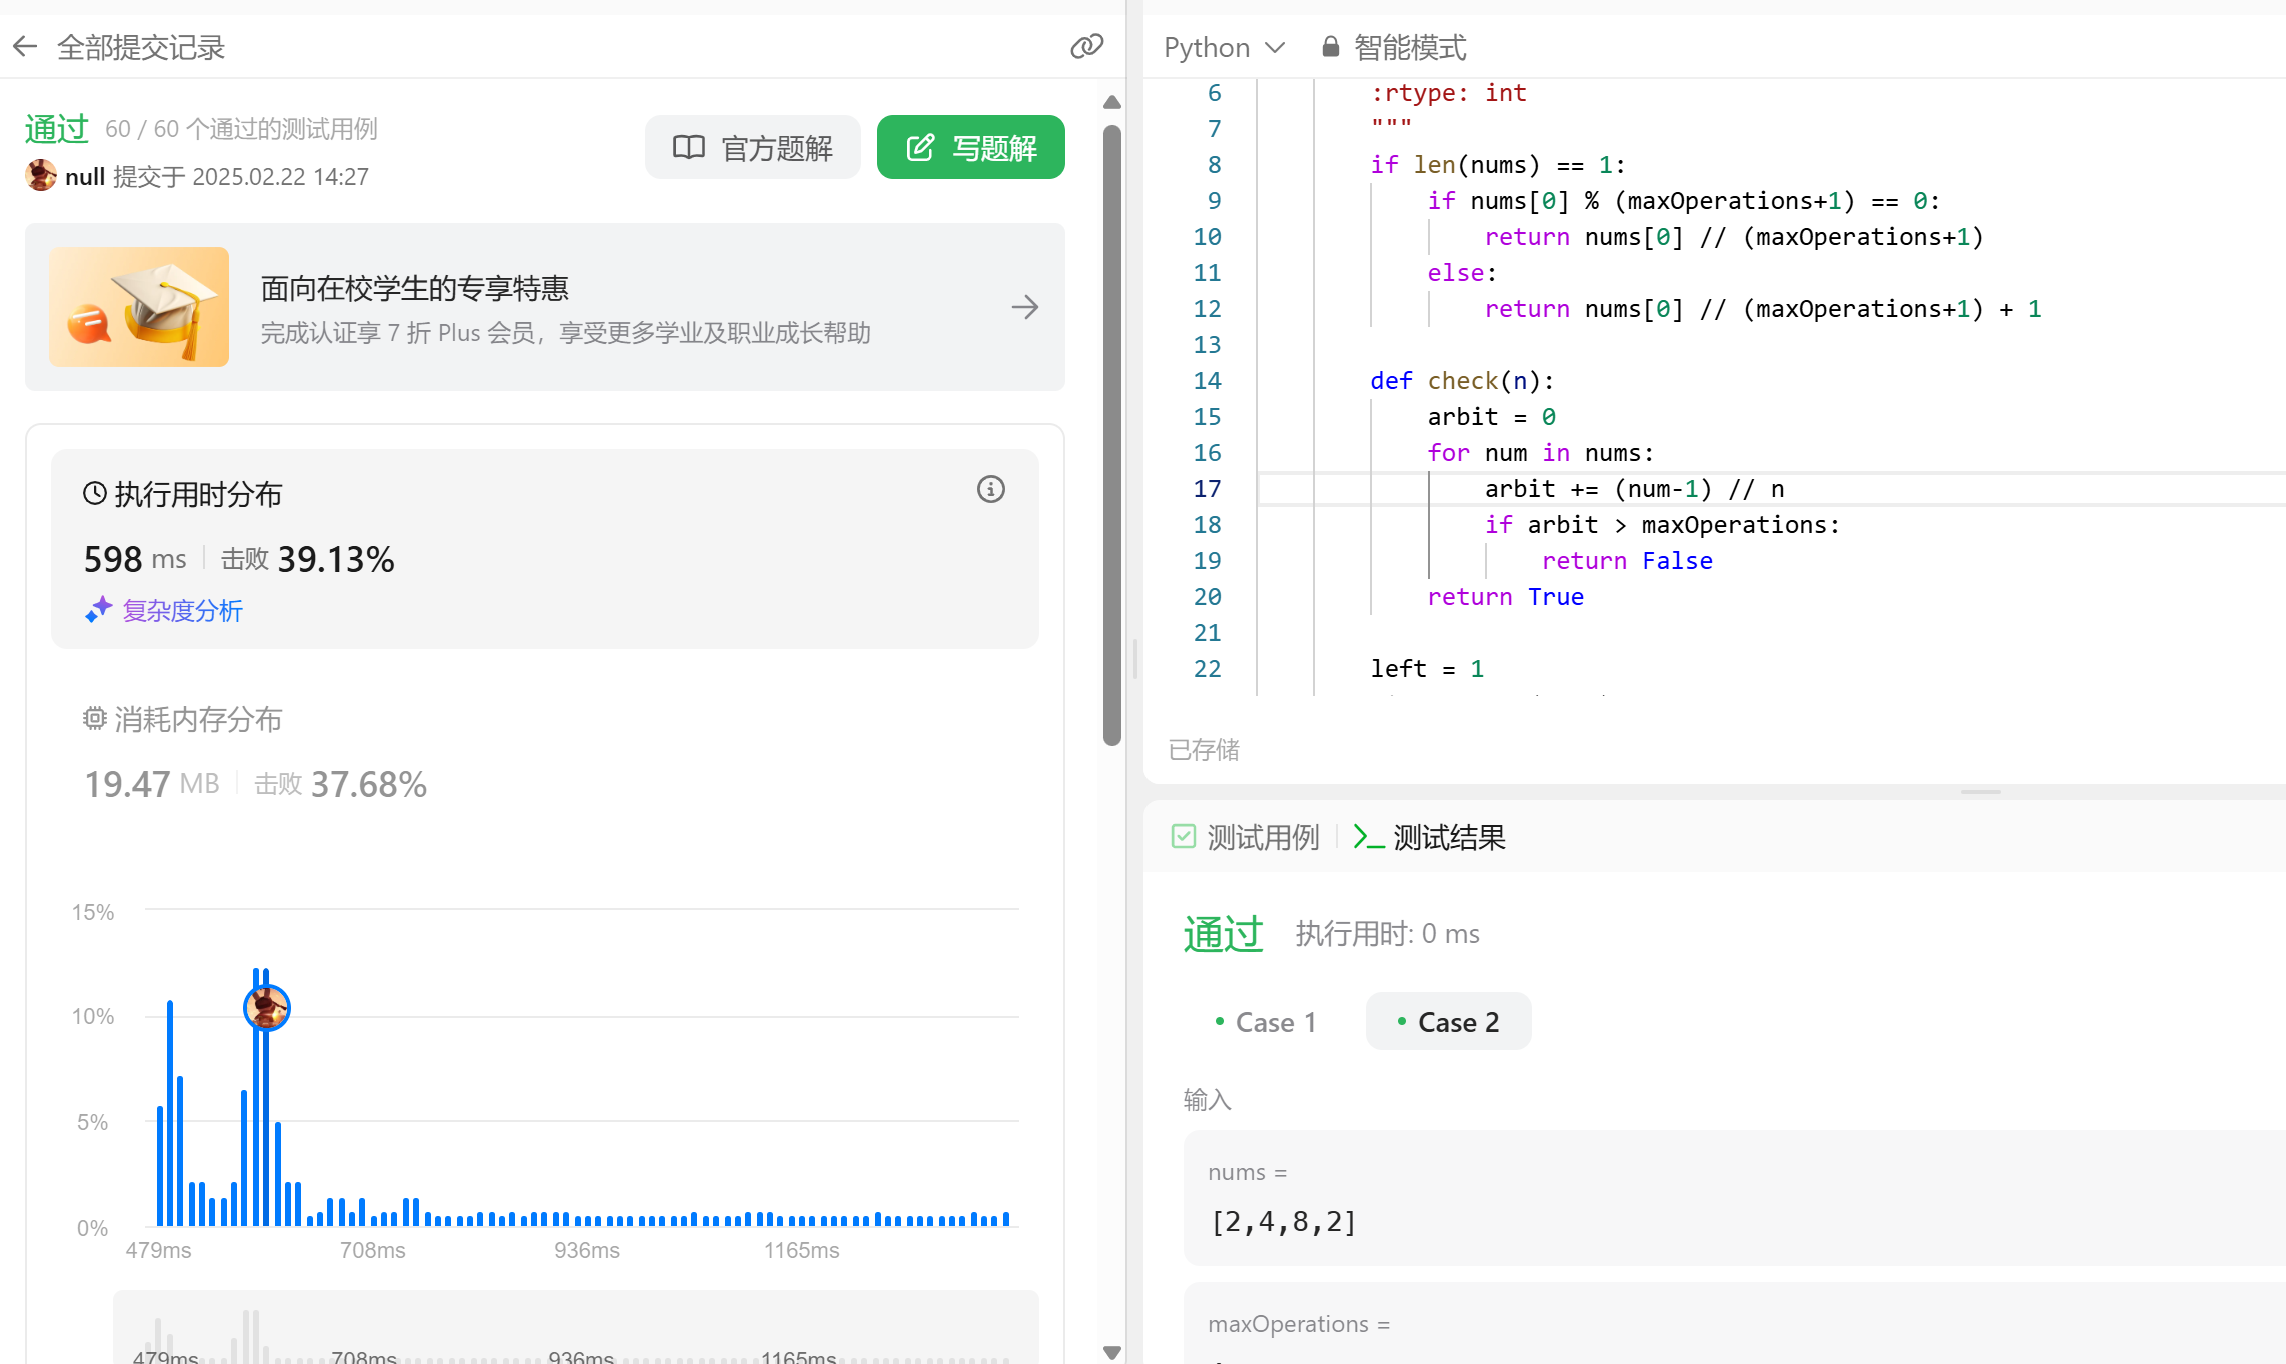 全部提交记录
通过 60 / 60 个通过的测试用例
null 提交于 2025.02.22 14:27
官方题解
写题解
面向在校学生的专享特惠
完成认证享 7 折 Plus 会员，享受更多学业及职业成长帮助
执行用时分布
598 ms 击败 39.13%
复杂度分析
消耗内存分布
19.47 MB 击败 37.68%
15%
10%
5%
0%
479ms 708ms 936ms 1165ms
479ms 708ms 936ms 1165ms
Python 智能模式
6 :rtype: int
7 """
8 if len(nums) == 1:
9 if nums[0] % (maxOperations+1) == 0:
10 return nums[0] // (maxOperations+1)
11 else:
12 return nums[0] // (maxOperations+1) + 1
13
14 def check(n):
15 arbit = 0
16 for num in nums:
17 arbit += (num-1) // n
18 if arbit > maxOperations:
19 return False
20 return True
21
22 left = 1
已存储
测试用例 >_ 测试结果
通过 执行用时: 0 ms
Case 1 Case 2
输入
nums =
[2,4,8,2]
maxOperations =